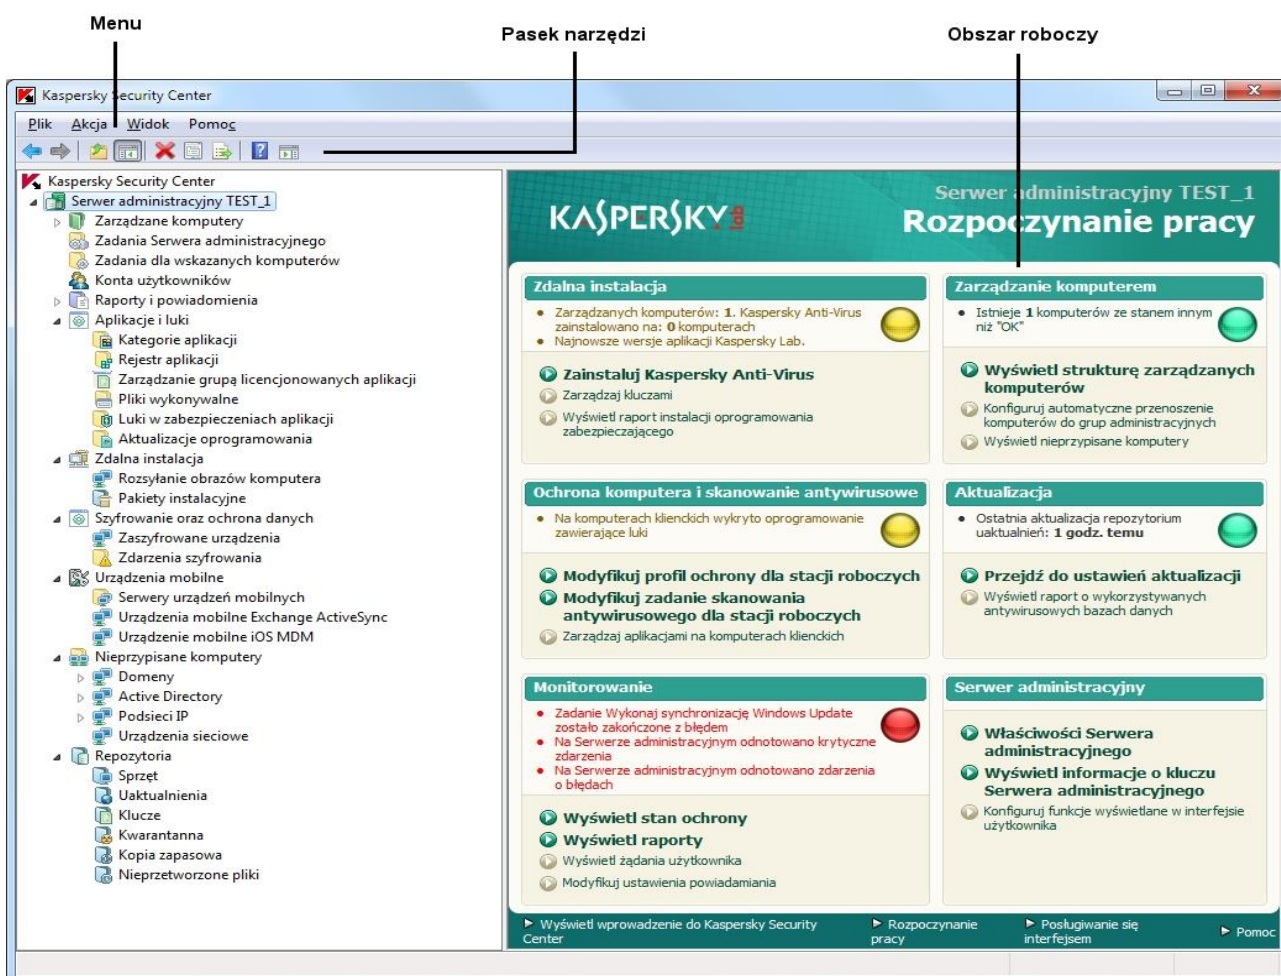 Menu
Pasek narzędzi
Obszar roboczy
Kaspersky Security Center
Plik Akcja Widok Pomoc
Kaspersky Security Center
Serwer administracyjny TEST_1
Zarządzane komputery
Zadania Serwera administracyjnego
Zadania dla wskazanych komputerów
Konta użytkowników
Raporty i powiadomienia
Aplikacje i luki
Kategorie aplikacji
Rejestr aplikacji
Zarządzanie grupą licencjonowanych aplikacji
Pliki wykonywalne
Luki w zabezpieczeniach aplikacji
Aktualizacje oprogramowania
Zdalna instalacja
Rozsyłanie obrazów komputera
Pakiety instalacyjne
Szyfrowanie oraz ochrona danych
Zaszyfrowane urządzenia
Zdarzenia szyfrowania
Urządzenia mobilne
Serwery urządzeń mobilnych
Urządzenia mobilne Exchange ActiveSync
Urządzenie mobilne iOS MDM
Nieprzypisane komputery
Domeny
Active Directory
Podsieci IP
Urządzenia sieciowe
Repozytoria
Sprzęt
Uaktualnienia
Klucze
Kwarantanna
Kopia zapasowa
Nieprzetworzone pliki
KASPERSKY lab
Serwer administracyjny TEST_1
Rozpoczynanie pracy
Zdalna instalacja
Zarządzanych komputerów: 1. Kaspersky Anti-Virus
zainstalowano na: 0 komputerach
Najnowsze wersje aplikacji Kaspersky Lab.
Zainstaluj Kaspersky Anti-Virus
Zarządzaj kluczami
Wyświetl raport instalacji oprogramowania
zabezpieczającego
Zarządzanie komputerem
Istnieje 1 komputerów ze stanem innym
niż "OK"
Wyświetl strukturę zarządzanych
komputerów
Konfiguruj automatyczne przenoszenie
komputerów do grup administracyjnych
Wyświetl nieprzypisane komputery
Ochrona komputera i skanowanie antywirusowe
Na komputerach klienckich wykryto oprogramowanie
zawierające luki
Modyfikuj profil ochrony dla stacji roboczych
Modyfikuj zadanie skanowania
antywirusowego dla stacji roboczych
Zarządzaj aplikacjami na komputerach klienckich
Aktualizacja
Ostatnia aktualizacja repozytorium
uaktualnień: 1 godz. temu
Przejdź do ustawień aktualizacji
Wyświetl raport o wykorzystywanych
antywirusowych bazach danych
Monitorowanie
Zadanie Wykonaj synchronizację Windows Update
zostało zakończone z błędem
Na Serwerze administracyjnym odnotowano krytyczne
zdarzenia
Na Serwerze administracyjnym odnotowano zdarzenia
o błędach
Wyświetl stan ochrony
Wyświetl raporty
Wyświetl żądania użytkownika
Modyfikuj ustawienia powiadamiania
Serwer administracyjny
Właściwości Serwera
administracyjnego
Wyświetl informacje o kluczu
Serwera administracyjnego
Konfiguruj funkcje wyświetlane w interfejsie
użytkownika
Wyświetl wprowadzenie do Kaspersky Security
Center
Rozpoczynanie
pracy
Posługiwanie się
interfejsem
Pomoc